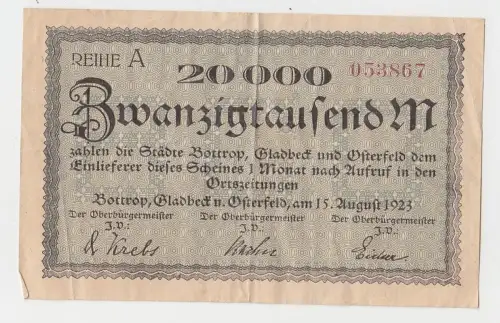 REIHE A 20000 053867
Zwanzigtausend M
zahlen die Städte Bottrop, Gladbeck und Osterfeld dem
Einlieferer dieses Scheines 1 Monat nach Aufruf in den
Ortszeitungen
Bottrop, Gladbeck u. Osterfeld, am 15. August 1923
Der Oberbürgermeister Der Oberbürgermeister Der Oberbürgermeister
J.V.: J.V.: J.V.:
Krebs